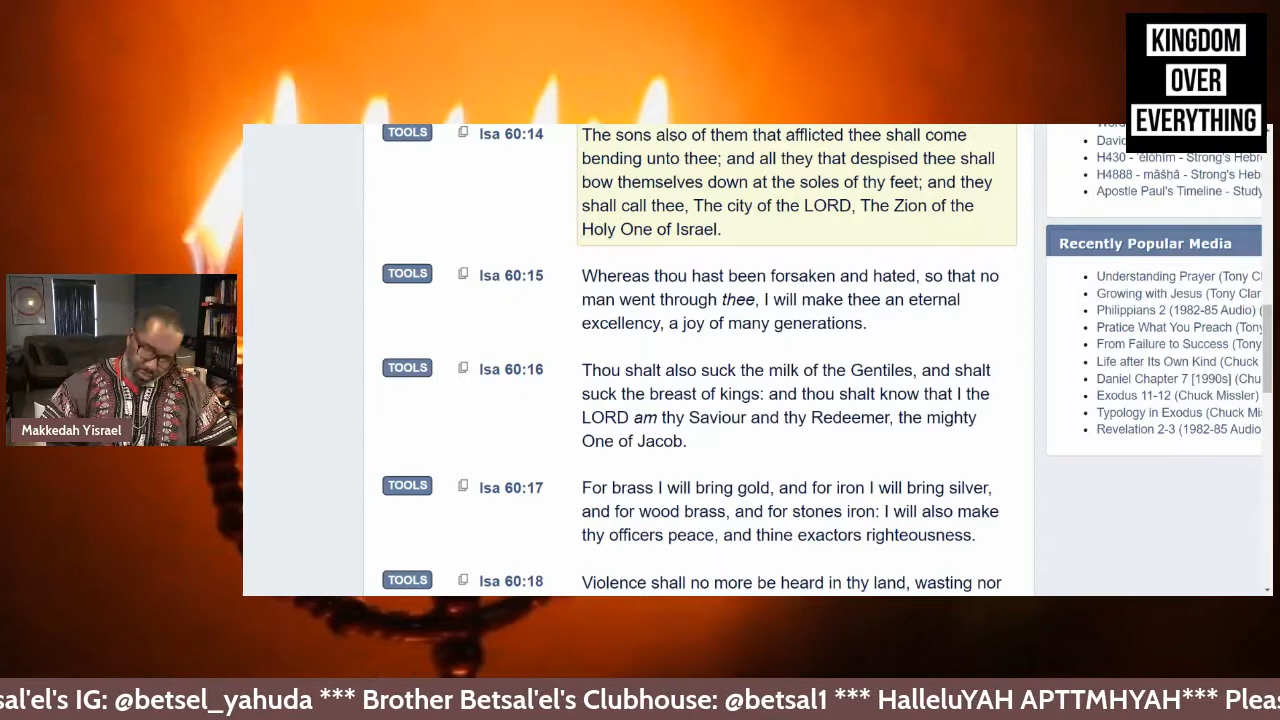 KINGDOM
OVER
EVERYTHING
TOOLS Isa 60:14 The sons also of them that afflicted thee shall come
bending unto thee; and all they that despised thee shall
bow themselves down at the soles of thy feet; and they
shall call thee, The city of the LORD, The Zion of the
Holy One of Israel.
TOOLS Isa 60:15 Whereas thou hast been forsaken and hated, so that no
man went through thee, I will make thee an eternal
excellency, a joy of many generations.
TOOLS Isa 60:16 Thou shalt also suck the milk of the Gentiles, and shalt
suck the breast of kings: and thou shalt know that I the
LORD am thy Saviour and thy Redeemer, the mighty
One of Jacob.
TOOLS Isa 60:17 For brass I will bring gold, and for iron I will bring silver,
and for wood brass, and for stones iron: I will also make
thy officers peace, and thine exactors righteousness.
TOOLS Isa 60:18 Violence shall no more be heard in thy land, wasting nor
H430 - 'ĕlōhîm - Strong's Hebr
H4888 - māšḥâ - Strong's Heb
Apostle Paul's Timeline - Study
Recently Popular Media
Understanding Prayer (Tony Cl
Growing with Jesus (Tony Clar
Philippians 2 (1982-85 Audio) (
Pratice What You Preach (Tony
From Failure to Success (Tony
Life after Its Own Kind (Chuck
Daniel Chapter 7 [1990s] (Chu
Exodus 11-12 (Chuck Missler)
Typology in Exodus (Chuck Mis
Revelation 2-3 (1982-85 Audio
Makkedah Yisrael
sal'el's IG: @betsel_yahuda *** Brother Betsal'el's Clubhouse: @betsal1 *** HalleluYAH APTTMHYAH*** Pleas